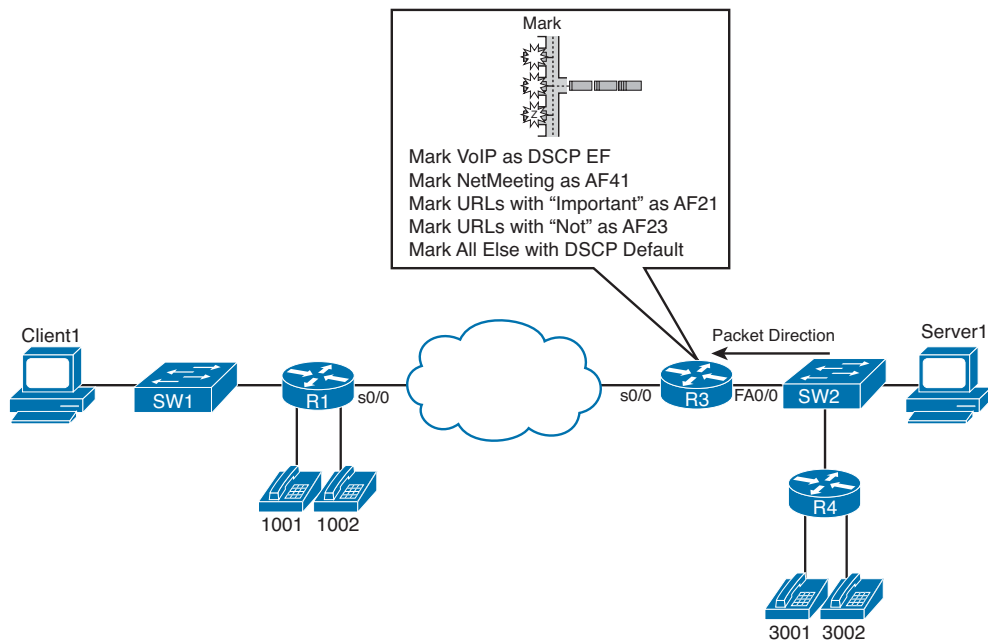 Mark
M
M
Z
Mark VoIP as DSCP EF
Mark NetMeeting as AF41
Mark URLs with “Important” as AF21
Mark URLs with “Not” as AF23
Mark All Else with DSCP Default
Client1
Packet Direction
Server1
SW1
R1
s0/0
s0/0
R3
FA0/0
SW2
1001
1002
R4
3001
3002